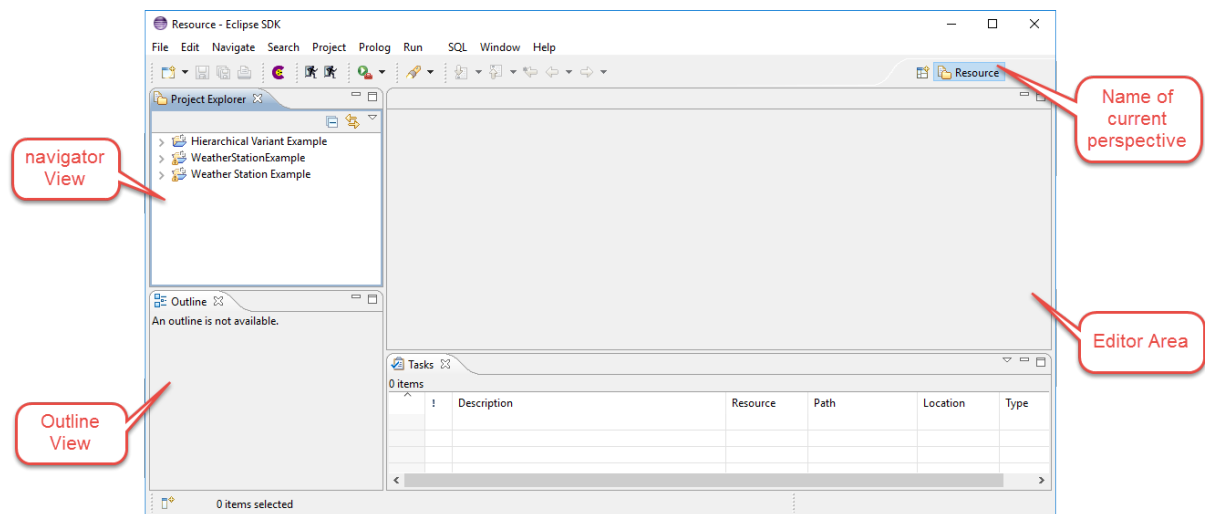 Resource - Eclipse SDK
File Edit Navigate Search Project Prolog Run SQL Window Help
Resource
Name of
current
perspective
Project Explorer
Hierarchical Variant Example
WeatherStationExample
Weather Station Example
navigator
View
Outline
An outline is not available.
Editor Area
Tasks
0 items
! Description Resource Path Location Type
Outline
View
0 items selected